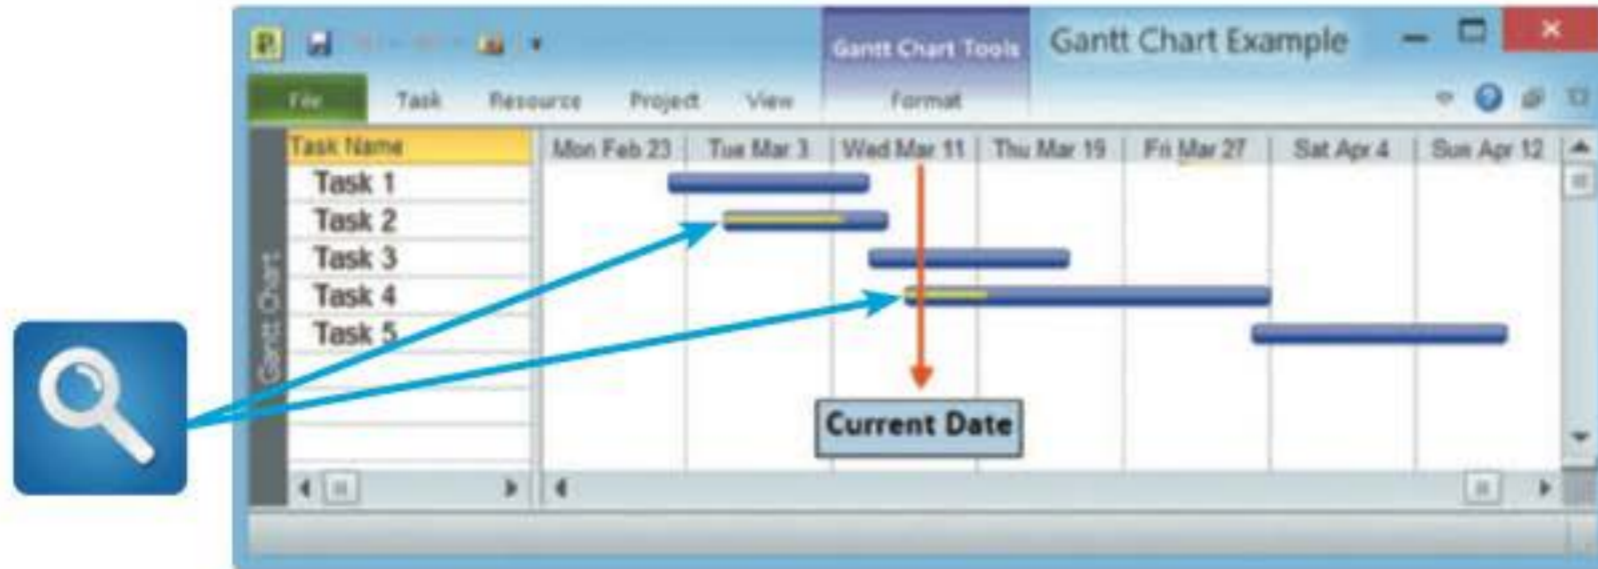 Gantt Chart Tools
Gantt Chart Example
File Task Resource Project View Format
Task Name Mon Feb 23 Tue Mar 3 Wed Mar 11 Thu Mar 19 Fri Mar 27 Sat Apr 4 Sun Apr 12
Task 1
Task 2
Task 3
Task 4
Task 5
Gantt Chart
Current Date